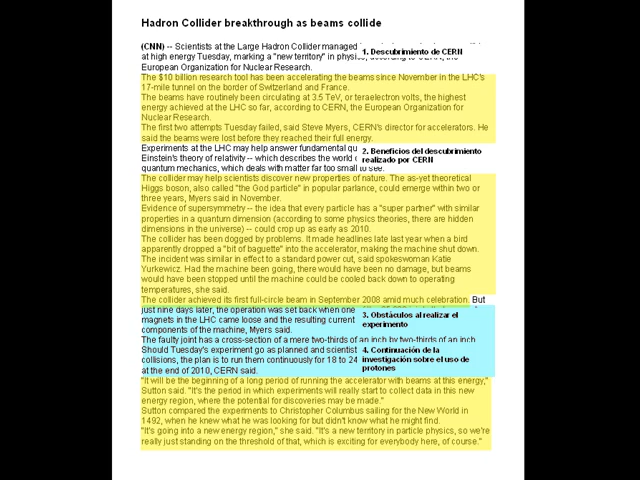 Hadron Collider breakthrough as beams collide
(CNN) -- Scientists at the Large Hadron Collider managed
1. Descubrimiento de CERN
at high energy Tuesday, marking a "new territory" in physics, according to CERN, the
European Organization for Nuclear Research.
The $10 billion research tool has been accelerating the beams since November in the LHC's
17-mile tunnel on the border of Switzerland and France.
The beams have routinely been circulating at 3.5 TeV, or teraelectron volts, the highest
energy achieved at the LHC so far, according to CERN, the European Organization for
Nuclear Research.
The first two attempts Tuesday failed, said Steve Myers, CERN's director for accelerators. He
said the beams were lost before they reached their full energy.
Experiments at the LHC may help answer fundamental qu
2. Beneficios del descubrimiento
realizado por CERN
Einstein's theory of relativity -- which describes the world
quantum mechanics, which deals with matter far too small to see.
The collider may help scientists discover new properties of nature. The as-yet theoretical
Higgs boson, also called "the God particle" in popular parlance, could emerge within two or
three years, Myers said in November.
Evidence of supersymmetry -- the idea that every particle has a "super partner" with similar
properties in a quantum dimension (according to some physics theories, there are hidden
dimensions in the universe) -- could crop up as early as 2010.
The collider has been dogged by problems. It made headlines late last year when a bird
apparently dropped a "bit of baguette" into the accelerator, making the machine shut down.
The incident was similar in effect to a standard power cut, said spokeswoman Katie
Yurkewicz. Had the machine been going, there would have been no damage, but beams
would have been stopped until the machine could be cooled back down to operating
temperatures, she said.
The collider achieved its first full-circle beam in September 2008 amid much celebration. But
just nine days later, the operation was set back when one
3. Obstáculos al realizar el
experimento
magnets in the LHC came loose and the resulting current
components of the machine, Myers said.
The faulty joint has a cross-section of a mere two-thirds of an inch by two-thirds of an inch.
Should Tuesday's experiment go as planned and scientist
4. Continuación de la
investigación sobre el uso de
protones
collisions, the plan is to run them continuously for 18 to 24
at the end of 2010, CERN said.
"It will be the beginning of a long period of running the accelerator with beams at this energy,"
Sutton said. "It's the period in which experiments will really start to collect data in this new
energy region, where the potential for discoveries may be made."
Sutton compared the experiments to Christopher Columbus sailing for the New World in
1492, when he knew what he was looking for but didn't know what he might find.
"It's going into a new energy region," she said. "It's a new territory in particle physics, so we're
really just standing on the threshold of that, which is exciting for everybody here, of course."